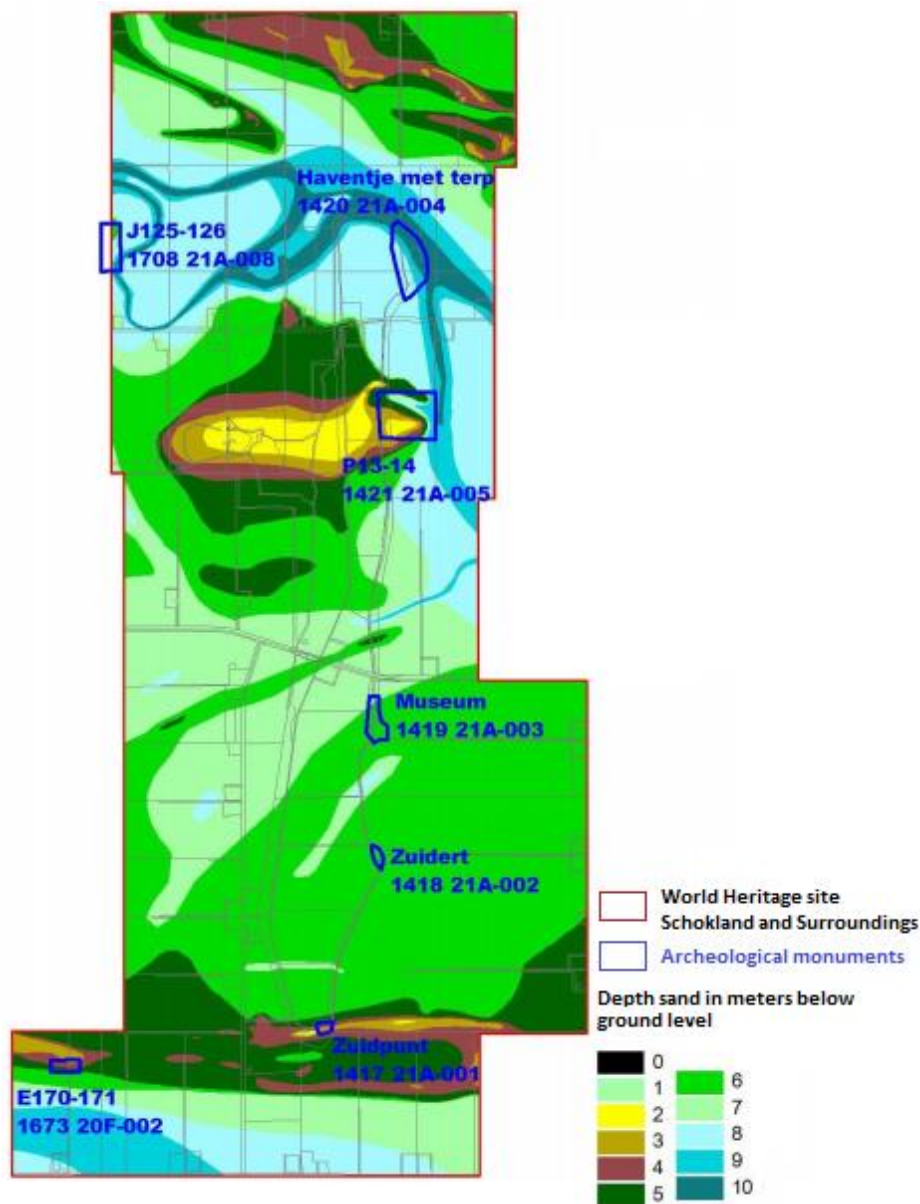 Haventje met terp
1420 21A-004
J125-126
1708 21A-008
P13-14
1421 21A-005
Museum
1419 21A-003
Zuidert
1418 21A-002
Zuidpunt
1417 21A-001
E170-171
1673 20F-002
World Heritage site
Schokland and Surroundings
Archeological monuments
Depth sand in meters below
ground level
0
1
2
3
4
5
6
7
8
9
10